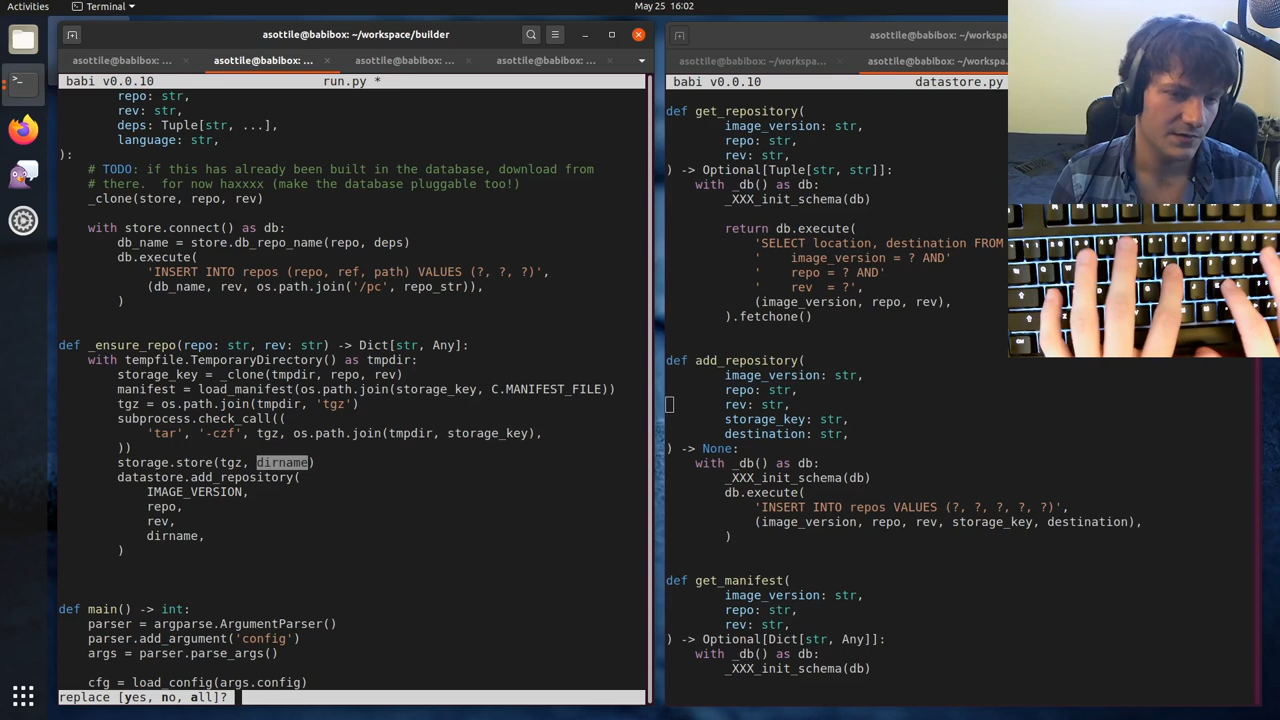 Activities
Terminal
May 25 16:02
asottile@babibox: ~/workspace/builder
asottile@babibox: ...
asottile@babibox: ...
asottile@babibox: ...
asottile@babibox: ...
babi v0.0.10
run.py *
repo: str,
rev: str,
deps: Tuple[str, ...],
language: str,
):
# TODO: if this has already been built in the database, download from
# there.  for now haxxxx (make the database pluggable too!)
_clone(store, repo, rev)
with store.connect() as db:
db_name = store.db_repo_name(repo, deps)
db.execute(
'INSERT INTO repos (repo, ref, path) VALUES (?, ?, ?)',
(db_name, rev, os.path.join('/pc', repo_str)),
)
def _ensure_repo(repo: str, rev: str) -> Dict[str, Any]:
with tempfile.TemporaryDirectory() as tmpdir:
storage_key = _clone(tmpdir, repo, rev)
manifest = load_manifest(os.path.join(storage_key, C.MANIFEST_FILE))
tgz = os.path.join(tmpdir, 'tgz')
subprocess.check_call((
'tar', '-czf', tgz, os.path.join(tmpdir, storage_key),
))
storage.store(tgz, dirname)
datastore.add_repository(
IMAGE_VERSION,
repo,
rev,
dirname,
)
def main() -> int:
parser = argparse.ArgumentParser()
parser.add_argument('config')
args = parser.parse_args()
cfg = load_config(args.config)
replace [yes, no, all]?
asottile@babibox: ~/workspa
asottile@babibox: ~/workspa...
asottile@babibox: ~/worksp
babi v0.0.10
datastore.py
def get_repository(
image_version: str,
repo: str,
rev: str,
) -> Optional[Tuple[str, str]]:
with _db() as db:
_XXX_init_schema(db)
return db.execute(
'SELECT location, destination FROM
'    image_version = ? AND'
'    repo = ? AND'
'    rev  = ?',
(image_version, repo, rev),
).fetchone()
def add_repository(
image_version: str,
repo: str,
rev: str,
storage_key: str,
destination: str,
) -> None:
with _db() as db:
_XXX_init_schema(db)
db.execute(
'INSERT INTO repos VALUES (?, ?, ?, ?, ?)',
(image_version, repo, rev, storage_key, destination),
)
def get_manifest(
image_version: str,
repo: str,
rev: str,
) -> Optional[Dict[str, Any]]:
with _db() as db:
_XXX_init_schema(db)